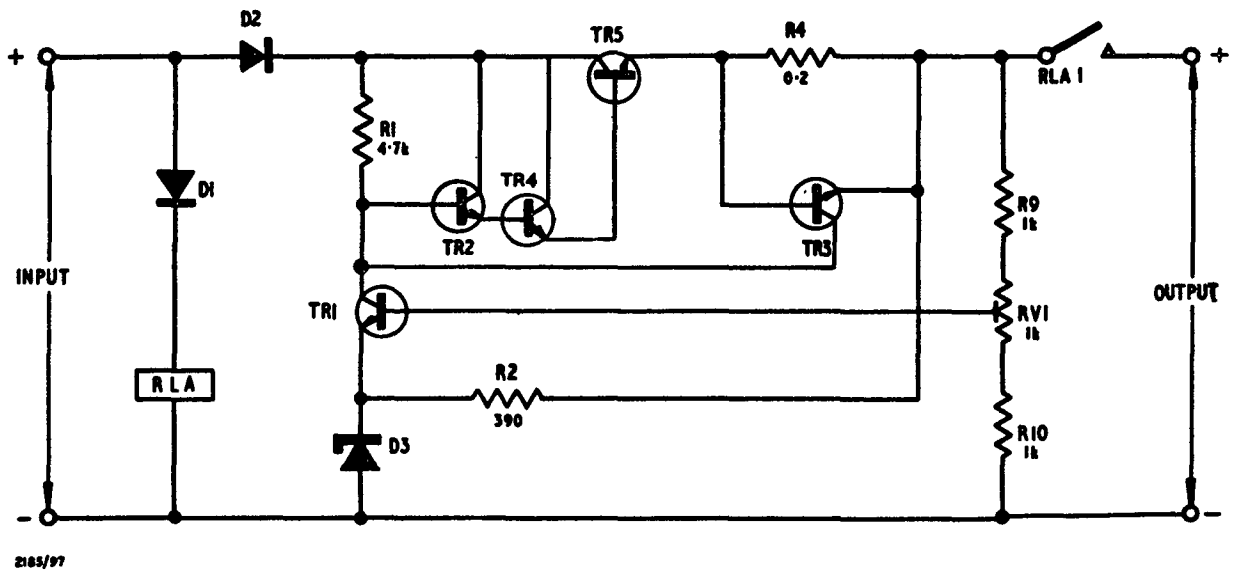 D2
TR5
R4
0·2
+
+
RLA 1
R1
4·7k
D1
TR4
TR2
TR3
R9
1k
INPUT
OUTPUT
TR1
RV1
1k
RLA
R2
390
D3
R10
1k
-
-
2185/97